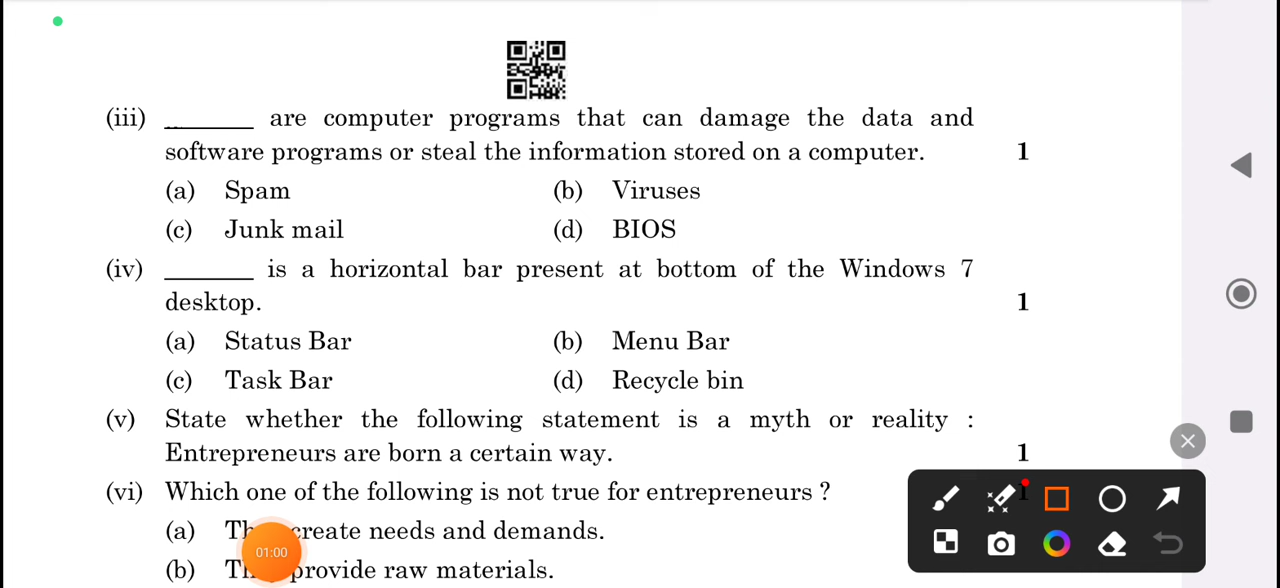 (iii) ______ are computer programs that can damage the data and
software programs or steal the information stored on a computer. 1
(a) Spam (b) Viruses
(c) Junk mail (d) BIOS
(iv) ______ is a horizontal bar present at bottom of the Windows 7
desktop. 1
(a) Status Bar (b) Menu Bar
(c) Task Bar (d) Recycle bin
(v) State whether the following statement is a myth or reality :
Entrepreneurs are born a certain way. 1
(vi) Which one of the following is not true for entrepreneurs ?
(a) create needs and demands.
01:00
(b) provide raw materials.